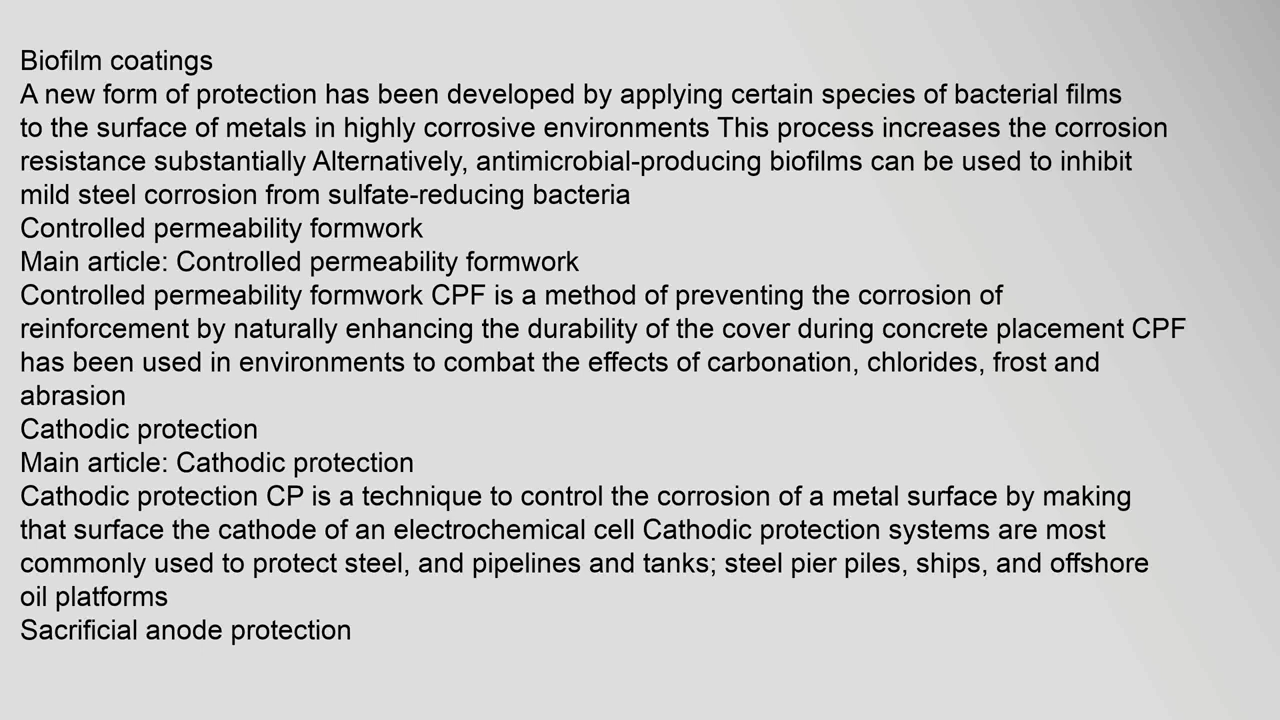 Biofilm coatings
A new form of protection has been developed by applying certain species of bacterial films
to the surface of metals in highly corrosive environments This process increases the corrosion
resistance substantially Alternatively, antimicrobial-producing biofilms can be used to inhibit
mild steel corrosion from sulfate-reducing bacteria
Controlled permeability formwork
Main article: Controlled permeability formwork
Controlled permeability formwork CPF is a method of preventing the corrosion of
reinforcement by naturally enhancing the durability of the cover during concrete placement CPF
has been used in environments to combat the effects of carbonation, chlorides, frost and
abrasion
Cathodic protection
Main article: Cathodic protection
Cathodic protection CP is a technique to control the corrosion of a metal surface by making
that surface the cathode of an electrochemical cell Cathodic protection systems are most
commonly used to protect steel, and pipelines and tanks; steel pier piles, ships, and offshore
oil platforms
Sacrificial anode protection